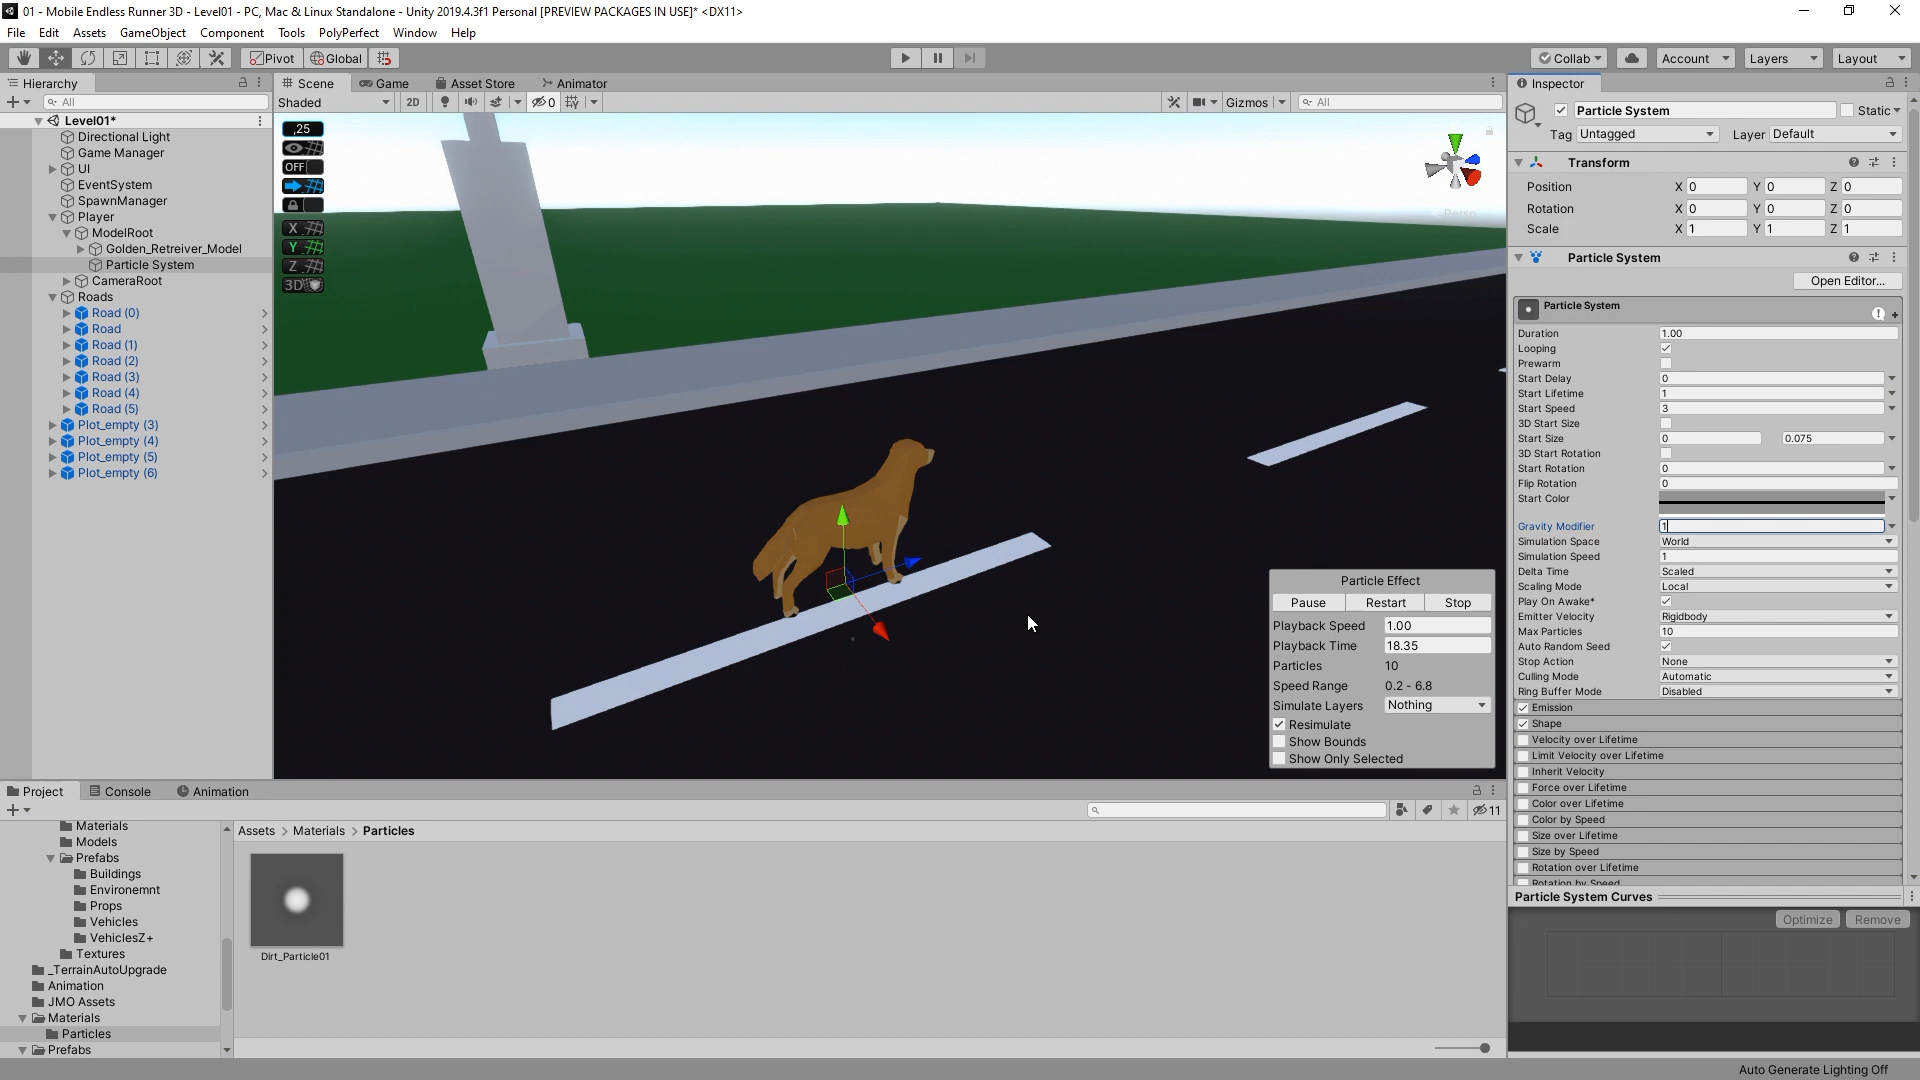 01 - Mobile Endless Runner 3D - Level01 - PC, Mac & Linux Standalone - Unity 2019.4.3f1 Personal [PREVIEW PACKAGES IN USE]* <DX11>
File Edit Assets GameObject Component Tools PolyPerfect Window Help
Pivot Global Collab Account Layers Layout
Hierarchy
All
Level01*
Directional Light
Game Manager
UI
EventSystem
SpawnManager
Player
ModelRoot
Golden_Retreiver_Model
Particle System
CameraRoot
Roads
Road (0)
Road
Road (1)
Road (2)
Road (3)
Road (4)
Road (5)
Plot_empty (3)
Plot_empty (4)
Plot_empty (5)
Plot_empty (6)
Scene Game Asset Store Animator
Shaded 2D 0 Gizmos All
,25
OFF
X
Y
Z
3D
Persp
Particle Effect
Pause Restart Stop
Playback Speed 1.00
Playback Time 18.35
Particles 10
Speed Range 0.2 - 6.8
Simulate Layers Nothing
Resimulate
Show Bounds
Show Only Selected
Inspector
Particle System Static
Tag Untagged Layer Default
Transform
Position X 0 Y 0 Z 0
Rotation X 0 Y 0 Z 0
Scale X 1 Y 1 Z 1
Particle System
Open Editor...
Particle System
Duration 1.00
Looping
Prewarm
Start Delay 0
Start Lifetime 1
Start Speed 3
3D Start Size
Start Size 0 0.075
3D Start Rotation
Start Rotation 0
Flip Rotation 0
Start Color
Gravity Modifier 1
Simulation Space World
Simulation Speed 1
Delta Time Scaled
Scaling Mode Local
Play On Awake*
Emitter Velocity Rigidbody
Max Particles 10
Auto Random Seed
Stop Action None
Culling Mode Automatic
Ring Buffer Mode Disabled
Emission
Shape
Velocity over Lifetime
Limit Velocity over Lifetime
Inherit Velocity
Force over Lifetime
Color over Lifetime
Color by Speed
Size over Lifetime
Size by Speed
Rotation over Lifetime
Rotation by Speed
Particle System Curves
Optimize Remove
Project Console Animation
11
Materials
Models
Prefabs
Buildings
Environemnt
Props
Vehicles
VehiclesZ+
Textures
_TerrainAutoUpgrade
Animation
JMO Assets
Materials
Particles
Prefabs
Assets > Materials > Particles
Dirt_Particle01
Auto Generate Lighting Off